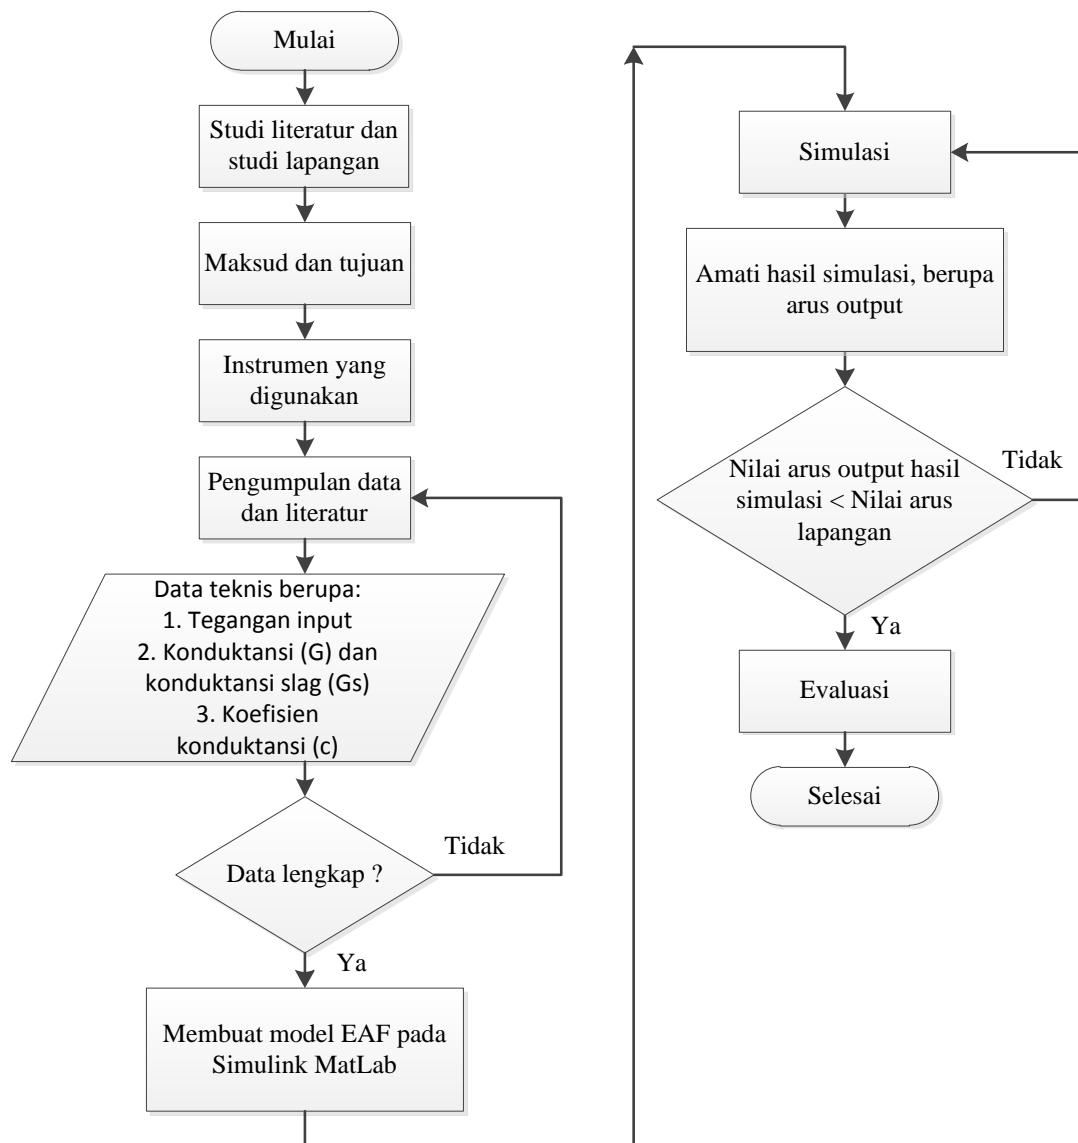 Mulai
Studi literatur dan
studi lapangan
Maksud dan tujuan
Instrumen yang
digunakan
Pengumpulan data
dan literatur
Data teknis berupa:
1. Tegangan input
2. Konduktansi (G) dan
konduktansi slag (Gs)
3. Koefisien
konduktansi (c)
Data lengkap ?
Tidak
Ya
Membuat model EAF pada
Simulink MatLab
Simulasi
Amati hasil simulasi, berupa
arus output
Nilai arus output hasil
simulasi < Nilai arus
lapangan
Tidak
Ya
Evaluasi
Selesai